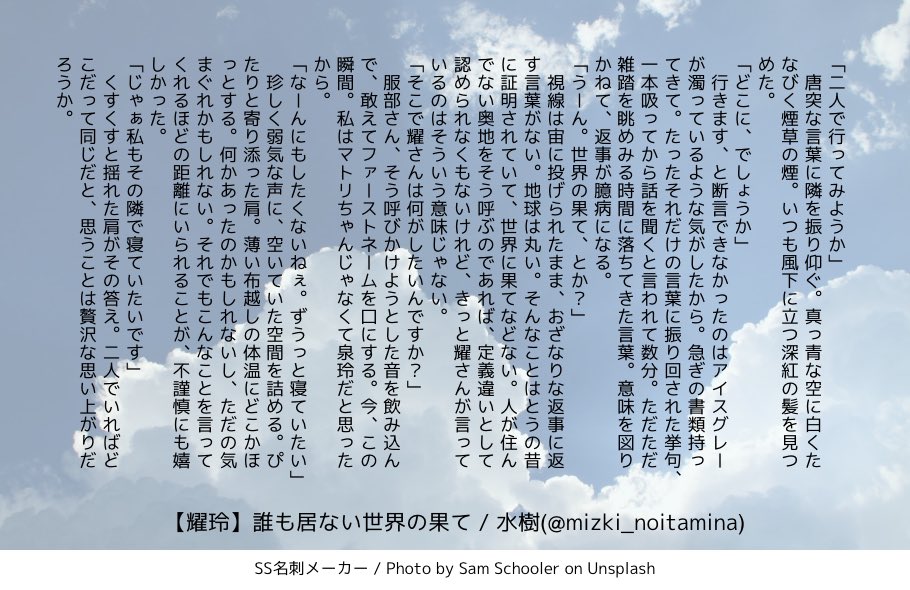 「二人で行ってみようか」
　唐突な言葉に隣を振り仰ぐ。真っ青な空に白くた
なびく煙草の煙。いつも風下に立つ深紅の髪を見つ
めた。
「どこに、でしょうか」
　行きます、と断言できなかったのはアイスグレー
が濁っているような気がしたから。急ぎの書類持っ
てきて。たったそれだけの言葉に振り回された挙句、
一本吸ってから話を聞くと言われて数分。ただただ
雑踏を眺めみる時間に落ちてきた言葉。意味を図り
かねて、返事が臆病になる。
「うーん。世界の果て、とか？」
　視線は宙に投げられたまま、おざなりな返事に返
す言葉がない。地球は丸い。そんなことはとうの昔
に証明されていて、世界に果てなどない。人が住ん
でない奥地をそう呼ぶのであれば、定義違いとして
認められなくもないけれど、きっと耀さんが言って
いるのはそういう意味じゃない。
「そこで耀さんは何がしたいんですか？」
　服部さん、そう呼びかけようとした音を飲み込ん
で、敢えてファーストネームを口にする。今、この
瞬間。私はマトリちゃんじゃなくて泉玲だと思った
から。
「なーんにもしたくないねぇ。ずうっと寝ていたい」
　珍しく弱気な声に、空いていた空間を詰める。ぴ
たりと寄り添った肩。薄い布越しの体温にどこかほ
っとする。何かあったのかもしれないし、ただの気
まぐれかもしれない。それでもこんなことを言って
くれるほどの距離にいられることが、不謹慎にも嬉
しかった。
「じゃぁ私もその隣で寝ていたいです」
　くすくすと揺れた肩がその答え。二人でいればど
こだって同じだと、思うことは贅沢な思い上がりだ
ろうか。
【耀玲】誰も居ない世界の果て / 水樹(@mizki_noitamina)
SS名刺メーカー / Photo by Sam Schooler on Unsplash